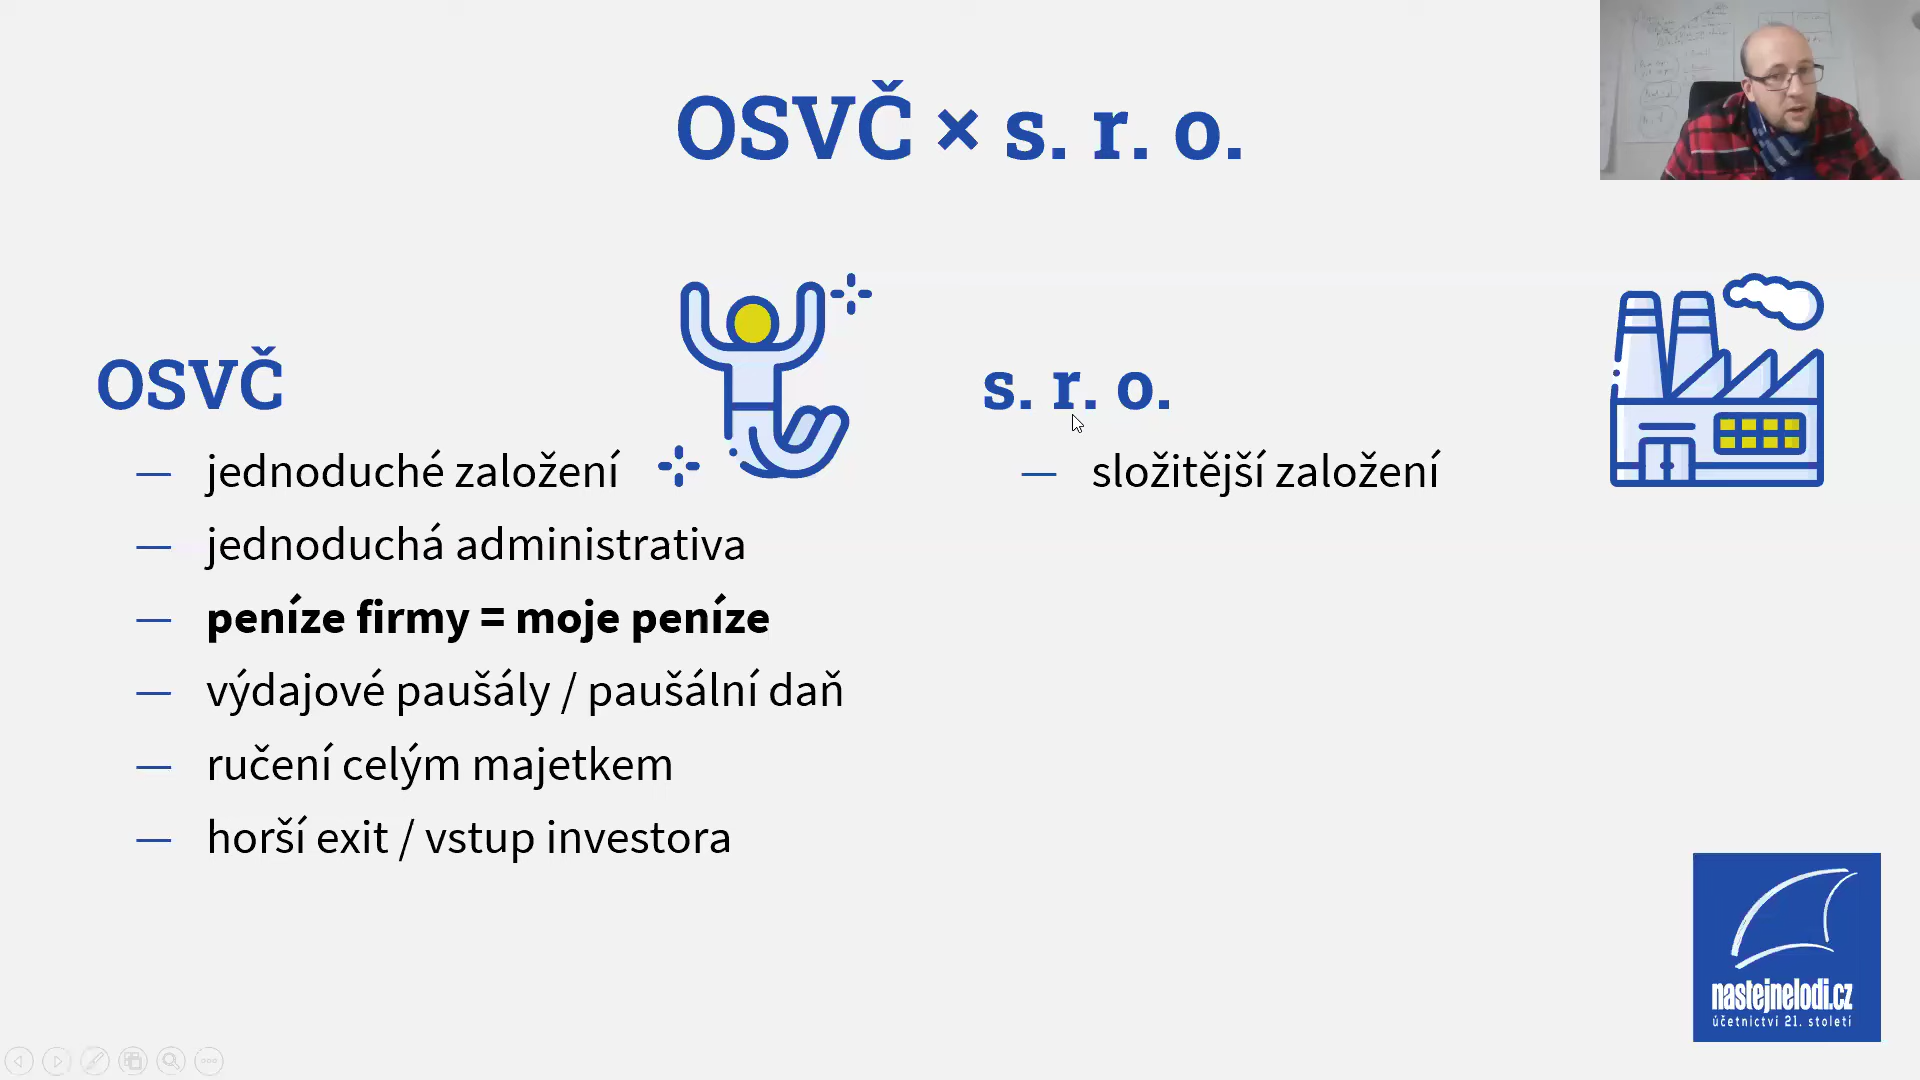 OSVČ × s. r. o.
OSVČ
— jednoduché založení
— jednoduchá administrativa
— peníze firmy = moje peníze
— výdajové paušály / paušální daň
— ručení celým majetkem
— horší exit / vstup investora
s. r. o.
— složitější založení
nastejnelodi.cz
účetnictví 21. století